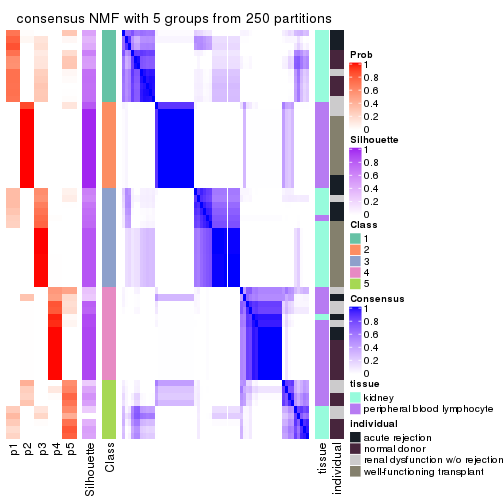 consensus NMF with 5 groups from 250 partitions
Prob
1
0.8
0.6
0.4
0.2
0
Silhouette
1
0.8
0.6
0.4
0.2
0
Class
1
2
3
4
5
Consensus
1
0.8
0.6
0.4
0.2
0
tissue
kidney
peripheral blood lymphocyte
individual
acute rejection
normal donor
renal dysfunction w/o rejection
well-functioning transplant
p1
p2
p3
p4
p5
Silhouette
Class
tissue
individual